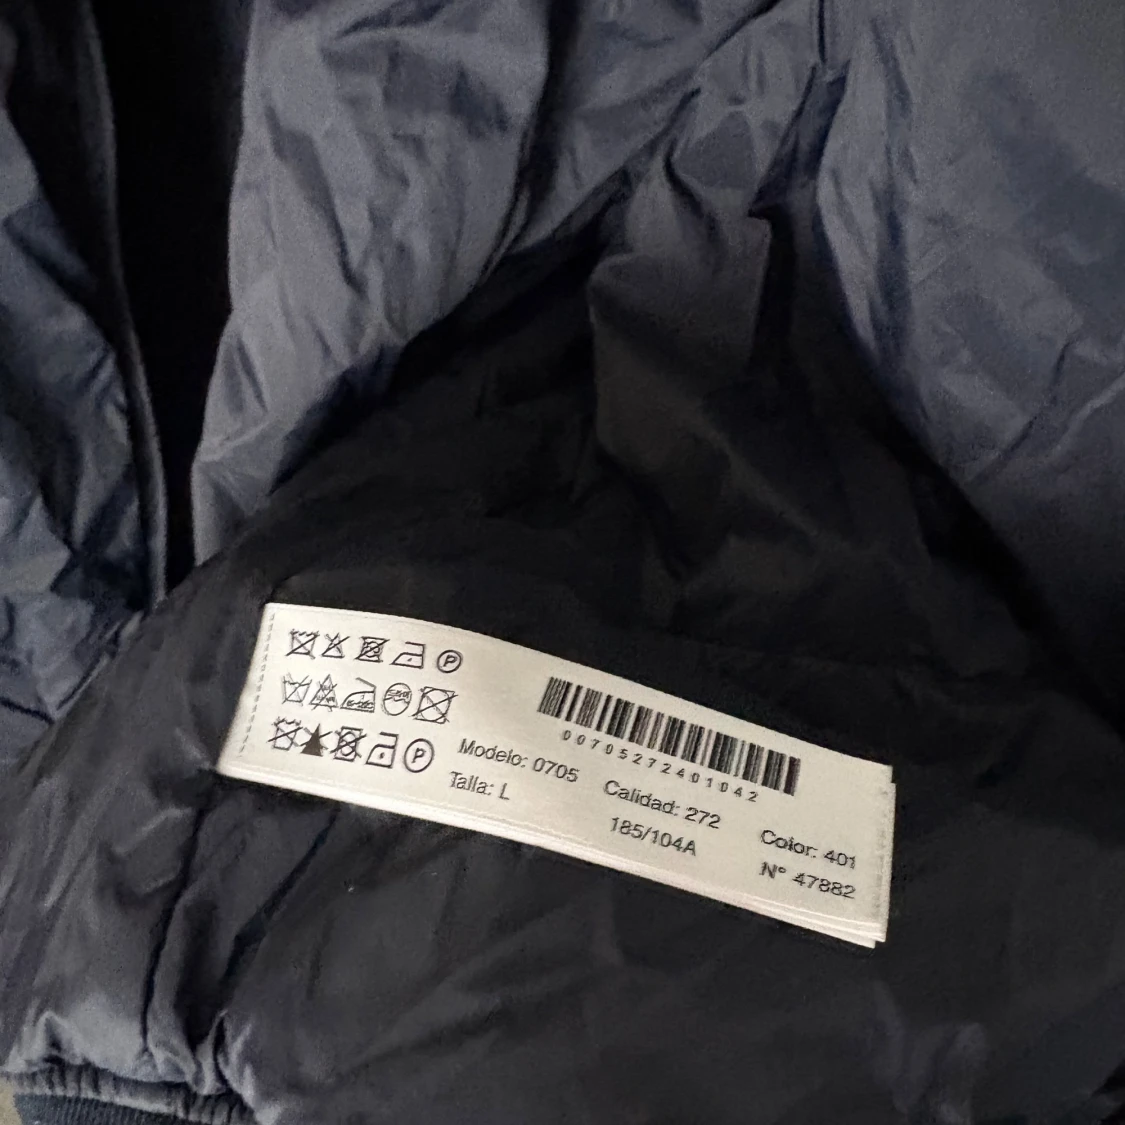 P
P
00705272401042
Modelo: 0705 Calidad: 272 Color: 401
Talla: L 185/104A Nº 47882